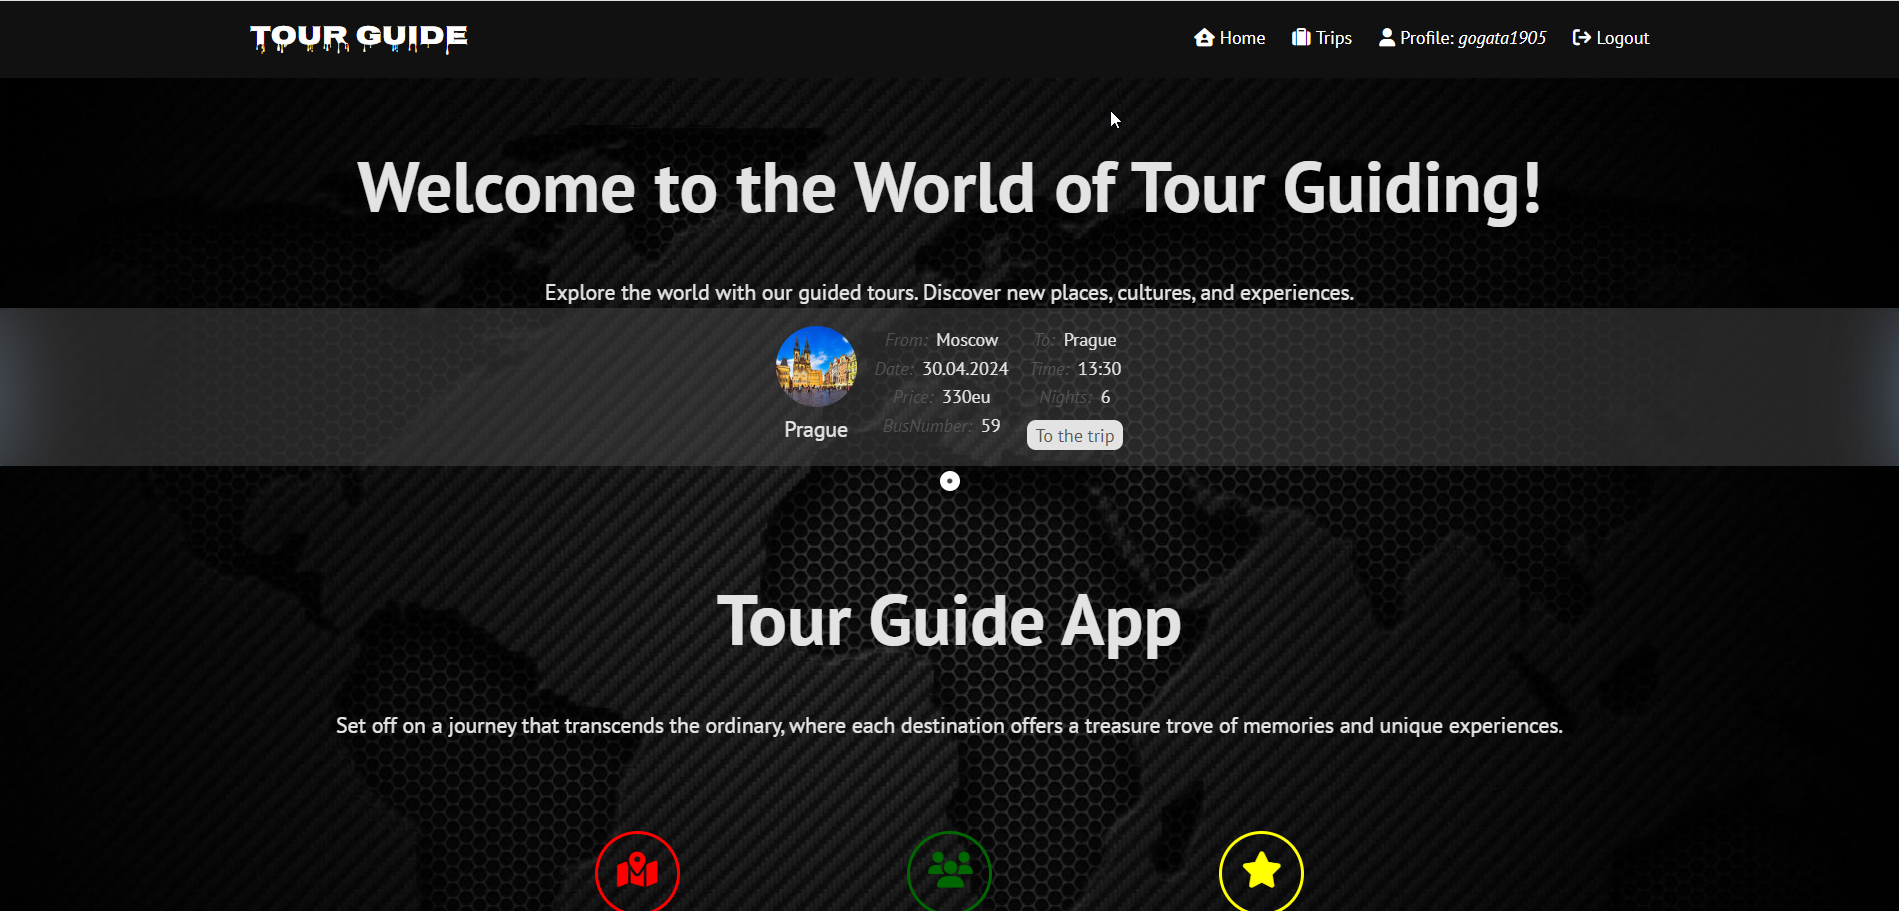 TOUR GUIDE
Home Trips Profile: gogata1905 Logout
Welcome to the World of Tour Guiding!
Explore the world with our guided tours. Discover new places, cultures, and experiences.
From: Moscow To: Prague
Date: 30.04.2024 Time: 13:30
Price: 330eu Nights: 6
BusNumber: 59
Prague
To the trip
Tour Guide App
Set off on a journey that transcends the ordinary, where each destination offers a treasure trove of memories and unique experiences.